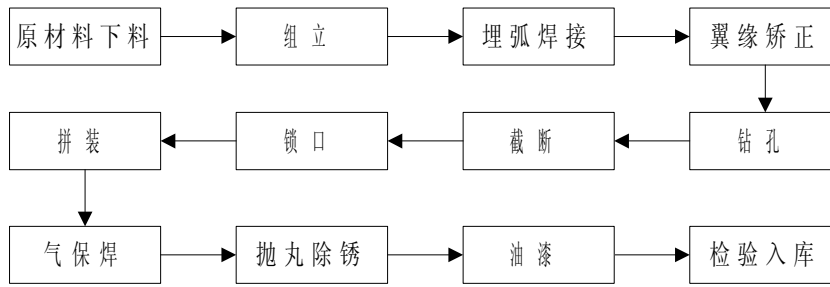 原材料下料
组立
埋弧焊接
翼缘矫正
钻孔
截断
锁口
拼装
气保焊
抛丸除锈
油漆
检验入库